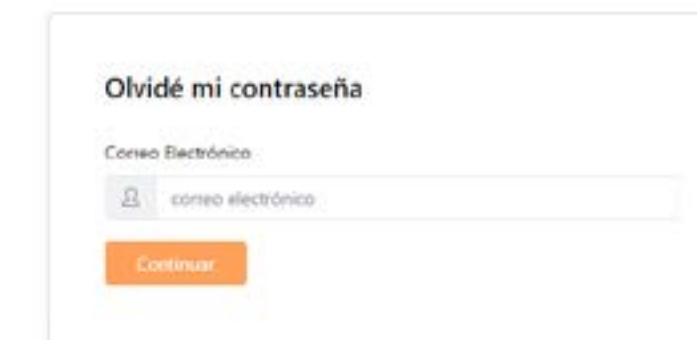 Olvidé mi contraseña
Correo Electrónico
correo electrónico
Continuar